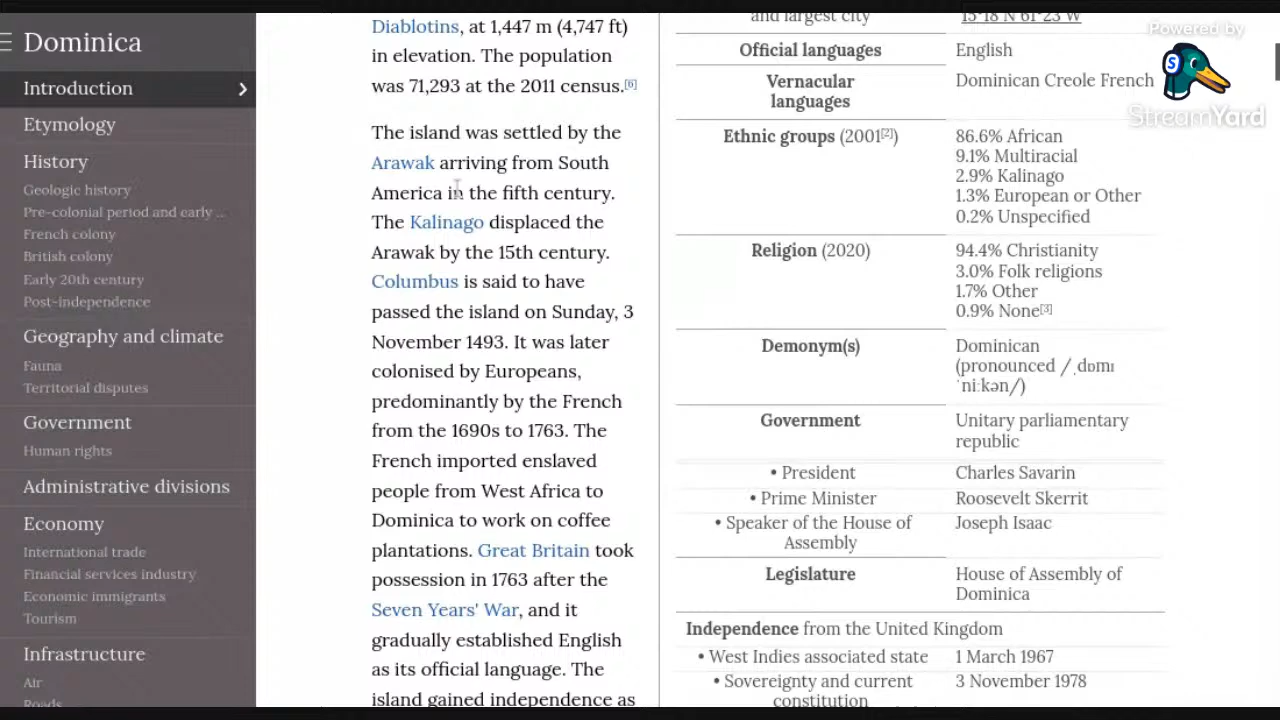 Dominica
Introduction
Etymology
History
Geologic history
Pre-colonial period and early ...
French colony
British colony
Early 20th century
Post-independence
Geography and climate
Fauna
Territorial disputes
Government
Human rights
Administrative divisions
Economy
International trade
Financial services industry
Economic immigrants
Tourism
Infrastructure
Air
Roads
Diablotins, at 1,447 m (4,747 ft)
in elevation. The population
was 71,293 at the 2011 census.[6]
The island was settled by the
Arawak arriving from South
America in the fifth century.
The Kalinago displaced the
Arawak by the 15th century.
Columbus is said to have
passed the island on Sunday, 3
November 1493. It was later
colonised by Europeans,
predominantly by the French
from the 1690s to 1763. The
French imported enslaved
people from West Africa to
Dominica to work on coffee
plantations. Great Britain took
possession in 1763 after the
Seven Years' War, and it
gradually established English
as its official language. The
island gained independence as
and largest city 15°18′N 61°23′W
Official languages English
Vernacular Dominican Creole French
languages
Ethnic groups (2001[2]) 86.6% African
9.1% Multiracial
2.9% Kalinago
1.3% European or Other
0.2% Unspecified
Religion (2020) 94.4% Christianity
3.0% Folk religions
1.7% Other
0.9% None[3]
Demonym(s) Dominican
(pronounced /ˌdɒmɪ
ˈniːkən/)
Government Unitary parliamentary
republic
• President Charles Savarin
• Prime Minister Roosevelt Skerrit
• Speaker of the House of Joseph Isaac
Assembly
Legislature House of Assembly of
Dominica
Independence from the United Kingdom
• West Indies associated state 1 March 1967
• Sovereignty and current 3 November 1978
constitution
Powered by
S
StreamYard